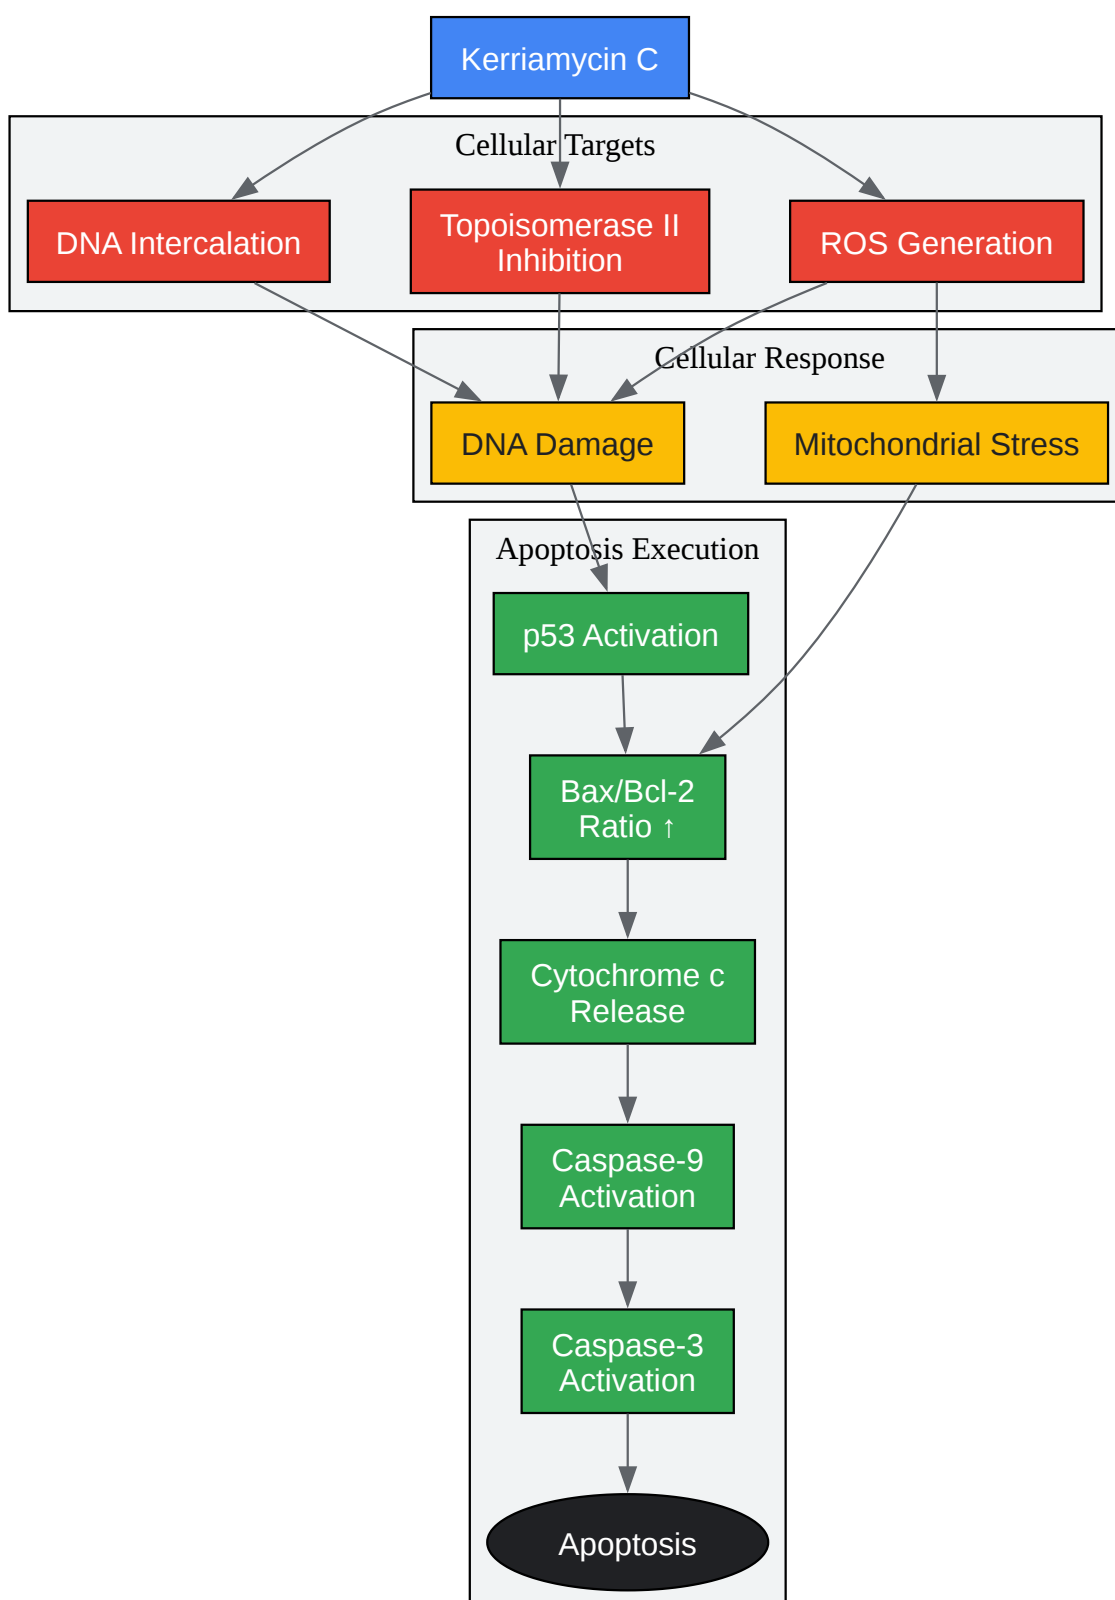 Kerriamycin C
Cellular Targets
DNA Intercalation
Topoisomerase II
Inhibition
ROS Generation
Cellular Response
DNA Damage
Mitochondrial Stress
Apoptosis Execution
p53 Activation
Bax/Bcl-2
Ratio ↑
Cytochrome c
Release
Caspase-9
Activation
Caspase-3
Activation
Apoptosis